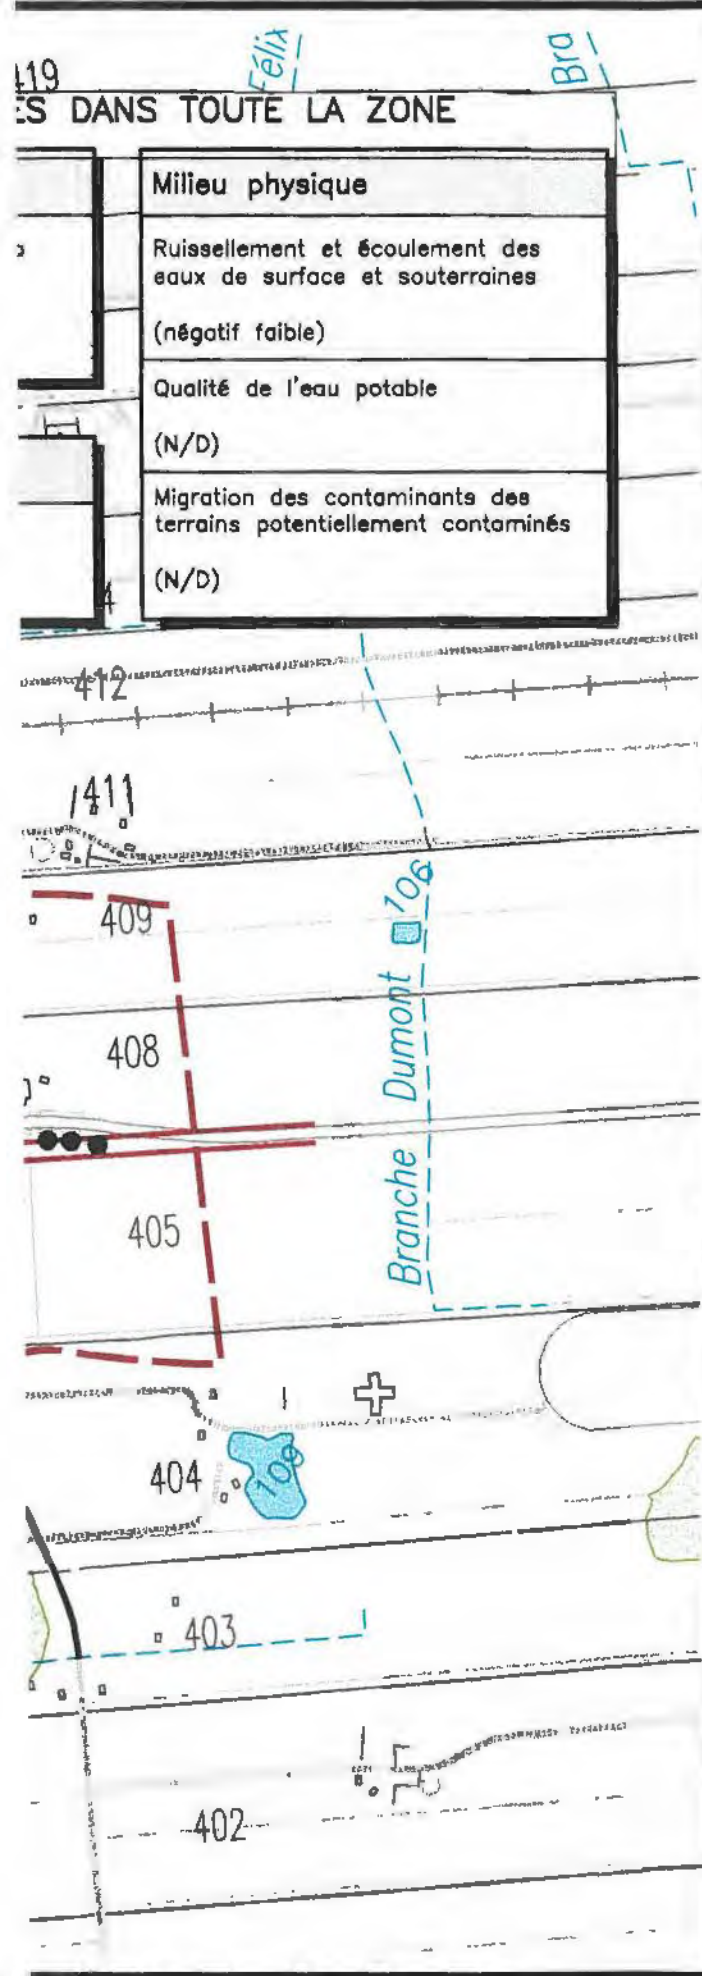 Félix
Bra
419
ES DANS TOUTE LA ZONE
Milieu physique
Ruissellement et écoulement des
eaux de surface et souterraines
(négatif faible)
Qualité de l'eau potable
(N/D)
Migration des contaminants des
terrains potentiellement contaminés
(N/D)
4
412
411
409
106
408
Branche Dumont
405
404
109
403
402